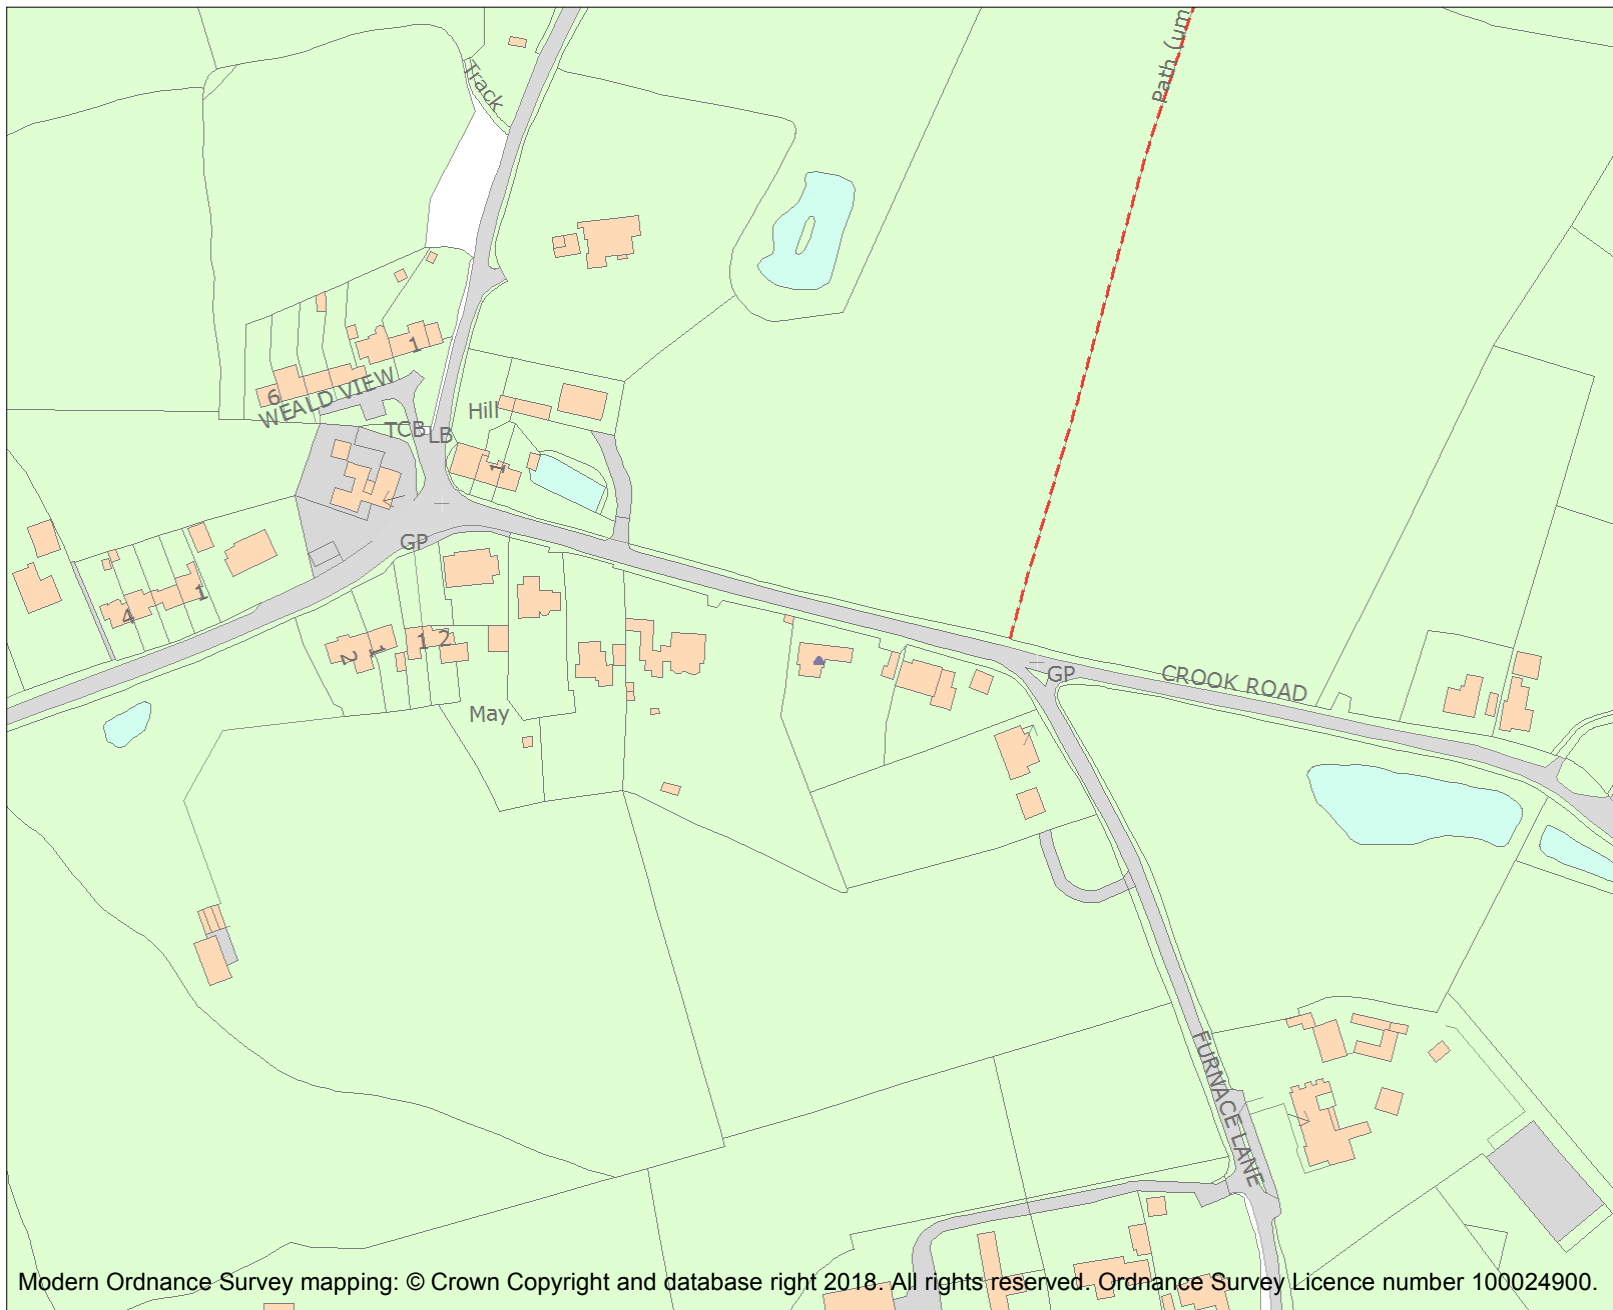 Path (um
Track
1
6
WEALD VIEW
Hill
TCB
LB
1
GP
1
4
1 2
1
2
GP
CROOK ROAD
May
FURNACE LANE
Modern Ordnance Survey mapping: © Crown Copyright and database right 2018. All rights reserved. Ordnance Survey Licence number 100024900.